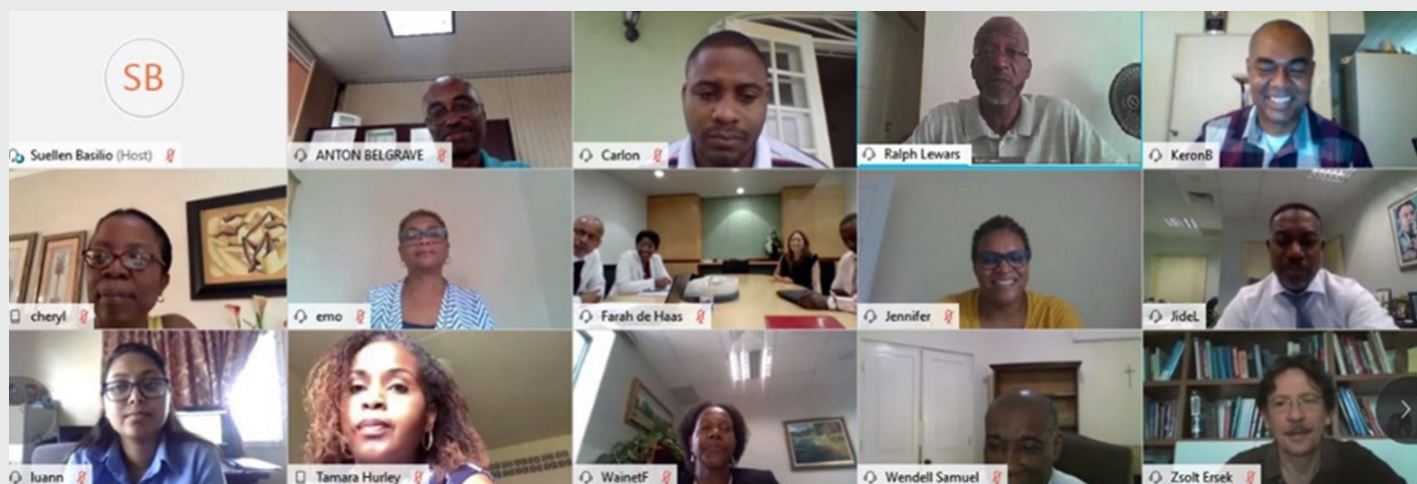 SB
Suellen Basilio (Host)
ANTON BELGRAVE
Carlon
Ralph Lewars
KeronB
cheryl
emo
Farah de Haas
Jennifer
JideL
luann
Tamara Hurley
WainetF
Wendell Samuel
Zsolt Ersek